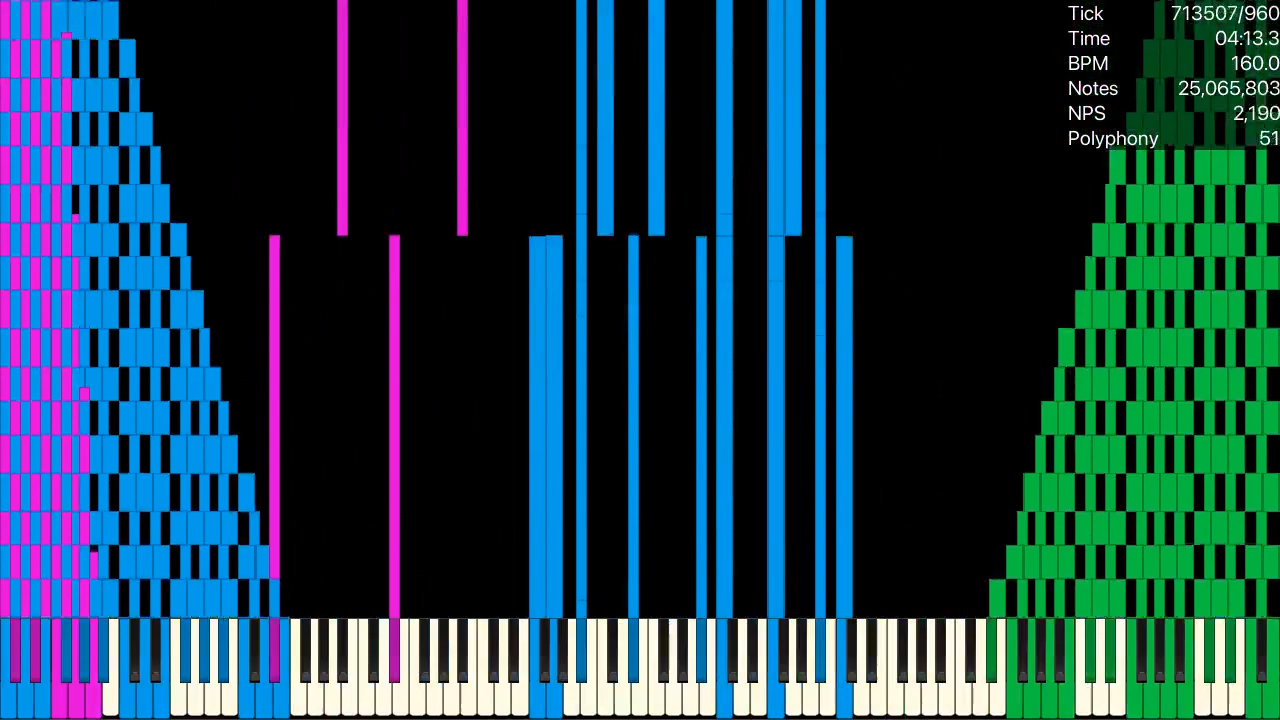 Tick 713507/960
Time 04:13.3
BPM 160.0
Notes 25,065,803
NPS 2,190
Polyphony 51